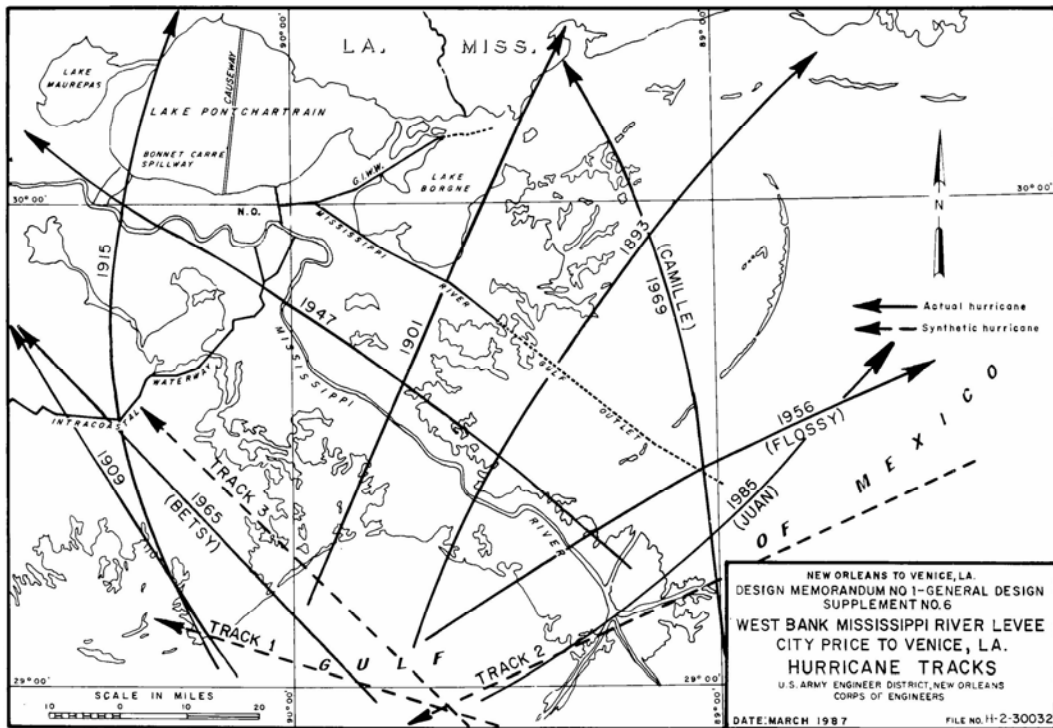 90° 00'
LA.
MISS.
89° 00'
LAKE
MAUREPAS
CAUSEWAY
LAKE PONTCHARTRAIN
BONNET CARRE
SPILLWAY
G.I.W.W.
LAKE
BORGNE
30° 00'
N.O.
30° 00'
N
MISSISSIPPI
RIVER
GULF
OUTLET
1915
1947
1901
1893
(CAMILLE)
1969
Actual hurricane
Synthetic hurricane
MISSISSIPPI
RIVER
WATERWAY
INTRACOASTAL
1909
1965
(BETSY)
TRACK 3
1956
(FLOSSY)
1985
(JUAN)
GULF
OF
MEXICO
TRACK 1
TRACK 2
29° 00'
29° 00'
90° 00'
89° 00'
SCALE IN MILES
10 0 10 20
NEW ORLEANS TO VENICE, LA.
DESIGN MEMORANDUM NO 1-GENERAL DESIGN
SUPPLEMENT NO. 6
WEST BANK MISSISSIPPI RIVER LEVEE
CITY PRICE TO VENICE, LA.
HURRICANE TRACKS
U.S. ARMY ENGINEER DISTRICT, NEW ORLEANS
CORPS OF ENGINEERS
DATE: MARCH 1987
FILE NO. H-2-30032